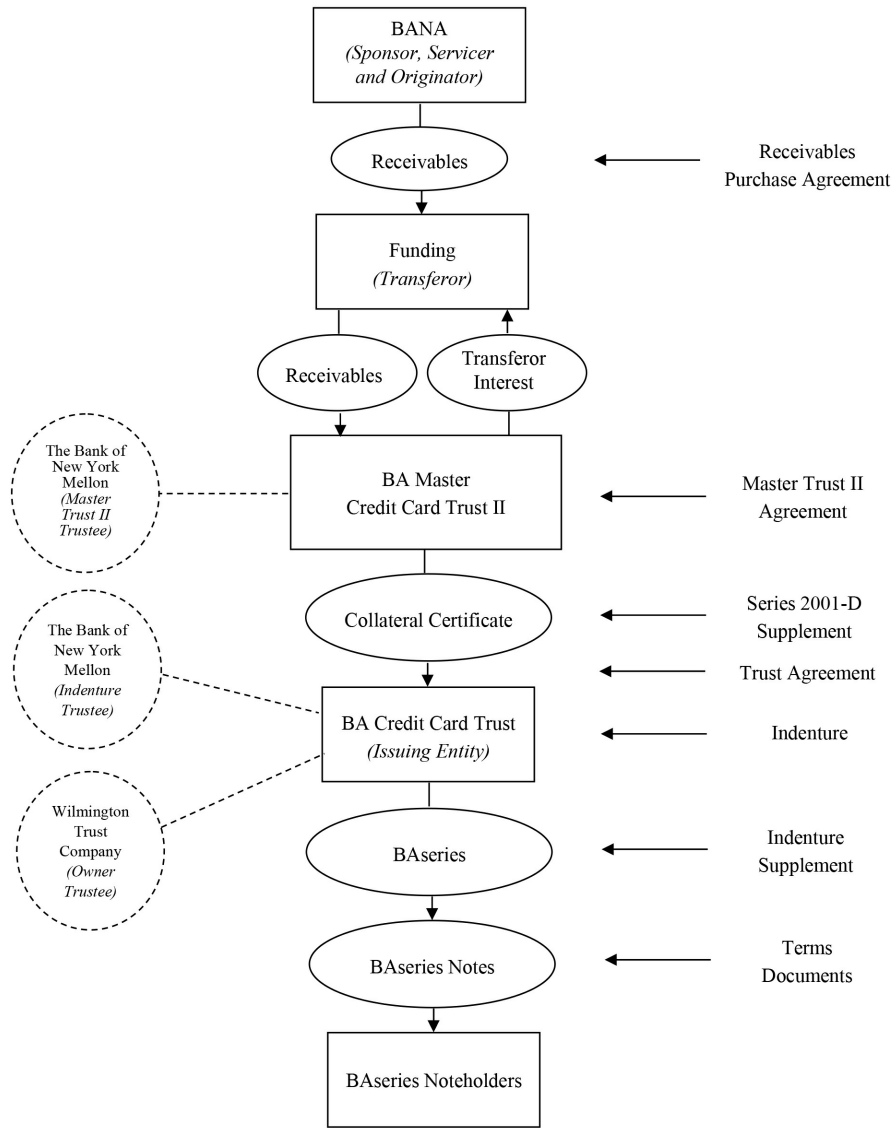 BANA
(Sponsor, Servicer
and Originator)
Receivables
Receivables
Purchase Agreement
Funding
(Transferor)
Receivables
Transferor
Interest
The Bank of
New York
Mellon
(Master
Trust II
Trustee)
BA Master
Credit Card Trust II
Master Trust II
Agreement
Collateral Certificate
Series 2001-D
Supplement
The Bank of
New York
Mellon
(Indenture
Trustee)
Trust Agreement
BA Credit Card Trust
(Issuing Entity)
Indenture
Wilmington
Trust
Company
(Owner
Trustee)
BAseries
Indenture
Supplement
BAseries Notes
Terms
Documents
BAseries Noteholders